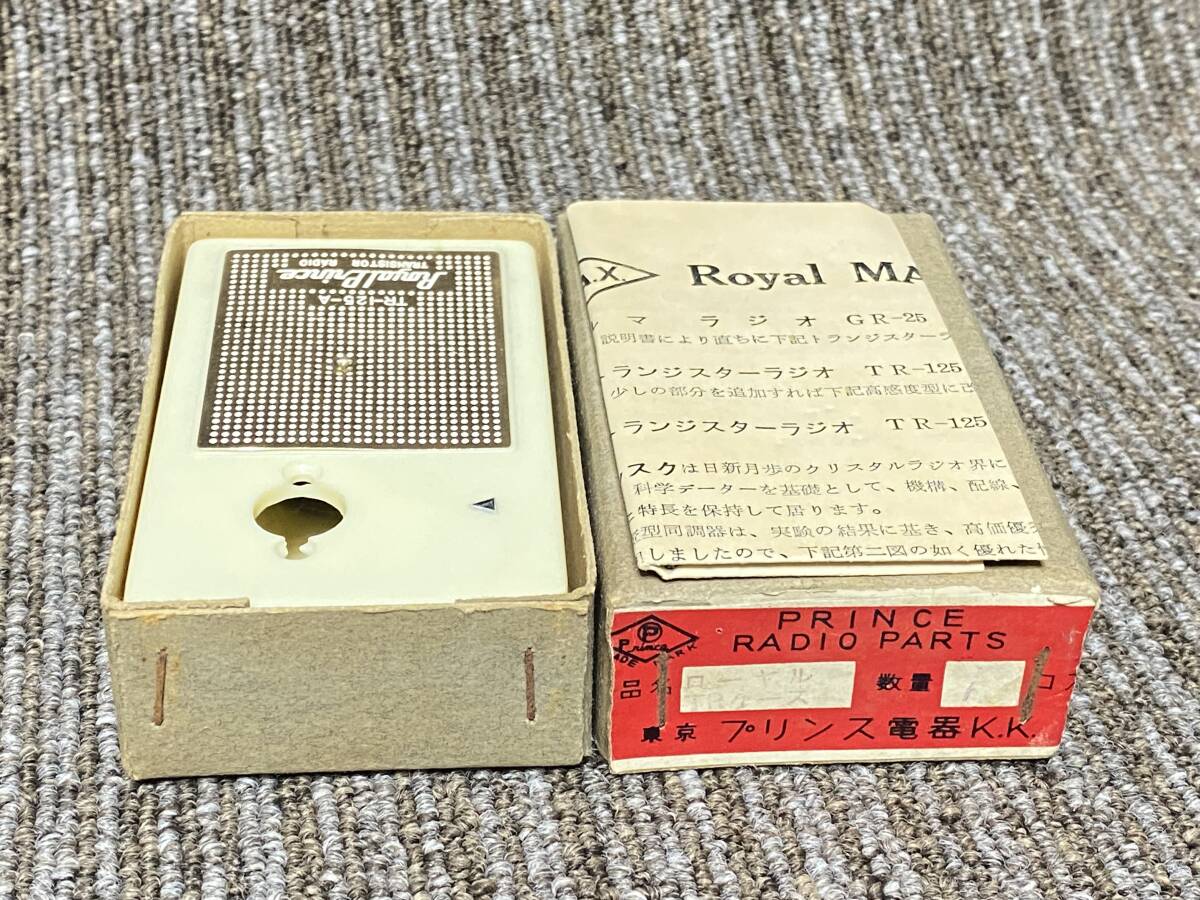 Royal Prince
TRANSISTOR
RADIO
TR-125-A
.X. Royal MA
マラジオ GR-25
説明書により直ちに下記トランジスターラ
ランジスターラジオ TR-125
少しの部分を追加すれば下記高感度型に改
ランジスターラジオ TR-125
スクは日新月歩のクリスタルラジオ界に
科学データーを基礎として、機構、配線、
特長を保持して居ります。
型同調器は、実験の結果に基き、高価優秀
しましたので、下記第二図の如く優れた
PRINCE
RADIO PARTS
P
Prince
ADE MARK
品名 ローヤル 数量 コ
ケース
東京 プリンス電器K.K.